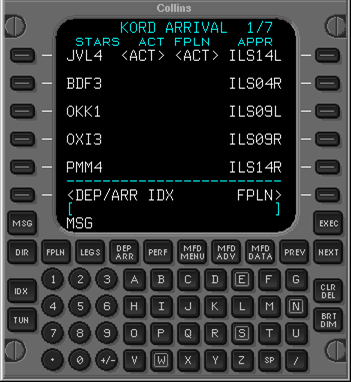 Collins
KORD ARRIVAL 1/7
STARS ACT FPLN APPR
JVL4 <ACT> <ACT> ILS14L
BDF3 ILS04R
OKK1 ILS09L
OXI3 ILS09R
PMM4 ILS14R
--------------------------------
<DEP/ARR IDX FPLN>
[ ]
MSG
MSG EXEC
DIR FPLN LEGS DEP ARR PERF MFD MENU MFD ADV MFD DATA PREV NEXT
1 2 3 A B C D E F G
IDX 4 5 6 H I J K L M N CLR DEL
TUN 7 8 9 O P Q R S T U BRT DIM
. 0 +/- V W X Y Z SP /